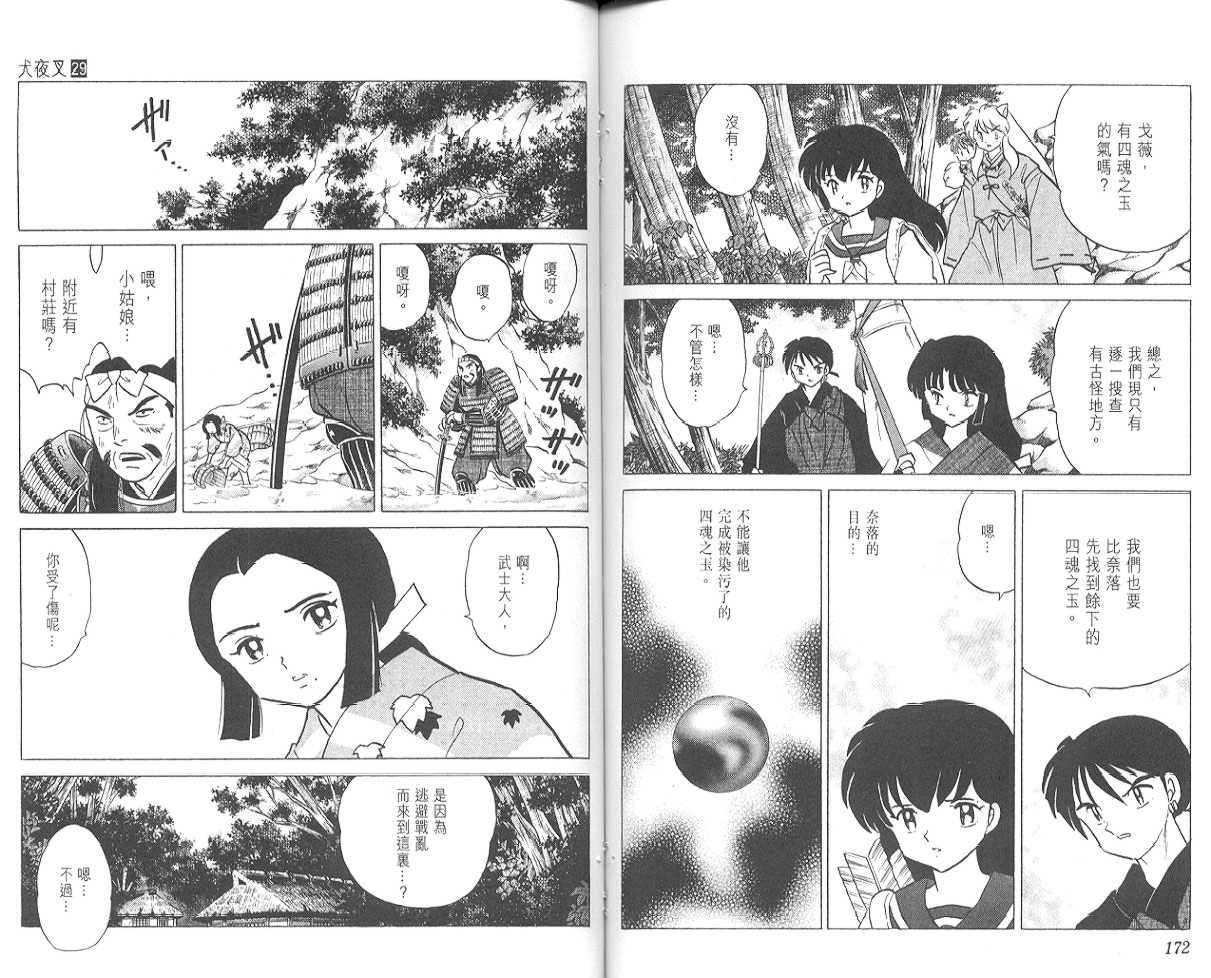 戈薇，
有四魂之玉
的氣嗎？
沒有…
總之，
我們現只有
逐一搜查
有古怪地方。
嗯…
不管怎樣…
我們也要
比奈落
先找到餘下的
四魂之玉。
嗯…
奈落的
目的…
不能讓他
完成被染污了的
四魂之玉。
172
犬夜叉29
ザ
ァ…
嗄呀。
嗄。
嗄呀。
ザッ
ザッ
ザッ…
喂，
小姑娘…
附近有
村莊嗎？
啊…
武士大人，
你受了傷呢…
是因為
逃避戰亂
而來到這裏…？
嗯…
不過…